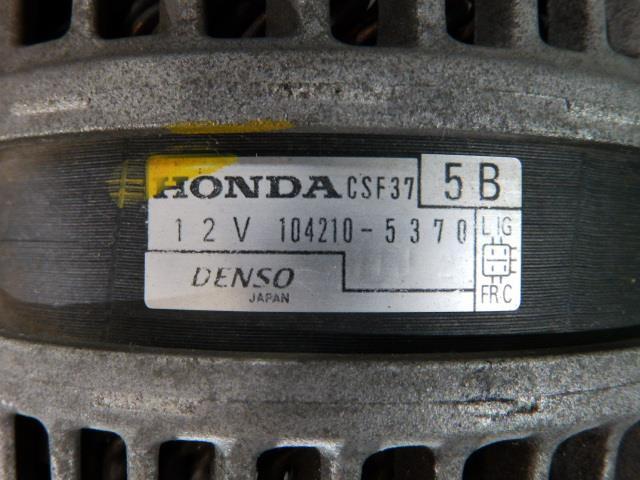 HONDA CSF37 5B
12V 104210-5370 L IG
DENSO
JAPAN FR C